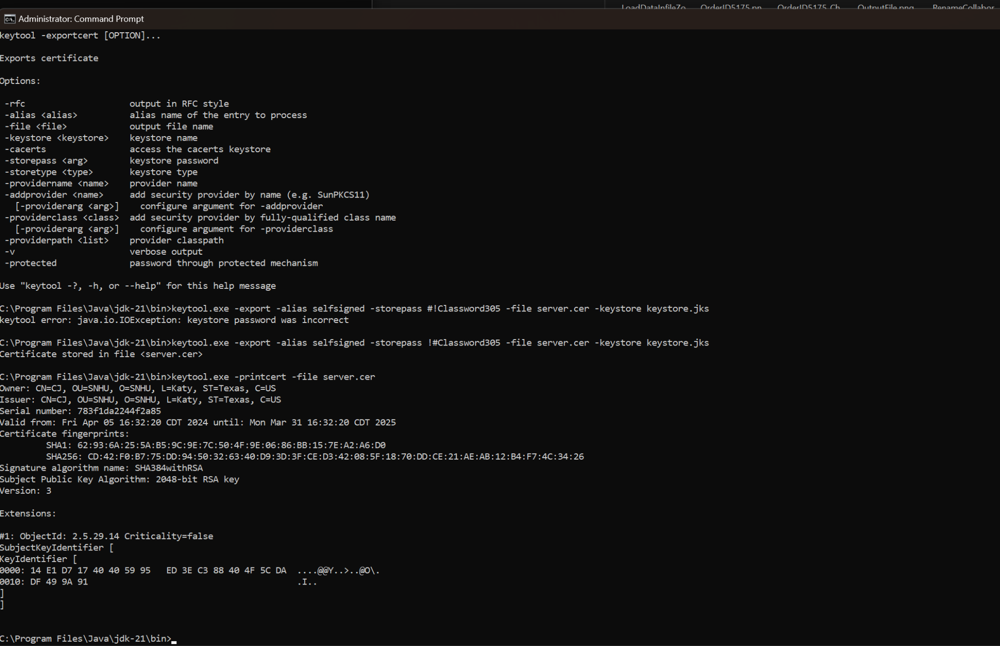 LoadDataInfileZo... OrderID5175.pn... OrderID5175_Ch... OutputFile.png RenameCollabor...
Administrator: Command Prompt
keytool -exportcert [OPTION]...
Exports certificate
Options:
-rfc output in RFC style
-alias <alias> alias name of the entry to process
-file <file> output file name
-keystore <keystore> keystore name
-cacerts access the cacerts keystore
-storepass <arg> keystore password
-storetype <type> keystore type
-providername <name> provider name
-addprovider <name> add security provider by name (e.g. SunPKCS11)
[-providerarg <arg>] configure argument for -addprovider
-providerclass <class> add security provider by fully-qualified class name
[-providerarg <arg>] configure argument for -providerclass
-providerpath <list> provider classpath
-v verbose output
-protected password through protected mechanism
Use "keytool -?, -h, or --help" for this help message
C:\Program Files\Java\jdk-21\bin>keytool.exe -export -alias selfsigned -storepass #!Classword305 -file server.cer -keystore keystore.jks
keytool error: java.io.IOException: keystore password was incorrect
C:\Program Files\Java\jdk-21\bin>keytool.exe -export -alias selfsigned -storepass !#Classword305 -file server.cer -keystore keystore.jks
Certificate stored in file <server.cer>
C:\Program Files\Java\jdk-21\bin>keytool.exe -printcert -file server.cer
Owner: CN=CJ, OU=SNHU, O=SNHU, L=Katy, ST=Texas, C=US
Issuer: CN=CJ, OU=SNHU, O=SNHU, L=Katy, ST=Texas, C=US
Serial number: 783f1da2244f2a85
Valid from: Fri Apr 05 16:32:20 CDT 2024 until: Mon Mar 31 16:32:20 CDT 2025
Certificate fingerprints:
SHA1: 62:93:6A:25:5A:B5:9C:9E:7C:50:4F:9E:06:86:BB:15:7E:A2:A6:D0
SHA256: CD:42:F0:B7:75:DD:94:50:32:63:40:D9:3D:3F:CE:D3:42:08:5F:18:70:DD:CE:21:AE:AB:12:B4:F7:4C:34:26
Signature algorithm name: SHA384withRSA
Subject Public Key Algorithm: 2048-bit RSA key
Version: 3
Extensions:
#1: ObjectId: 2.5.29.14 Criticality=false
SubjectKeyIdentifier [
KeyIdentifier [
0000: 14 E1 D7 17 40 40 59 95 ED 3E C3 88 40 4F 5C DA ....@@Y..>..@O\.
0010: DF 49 9A 91 .I..
]
]
C:\Program Files\Java\jdk-21\bin>